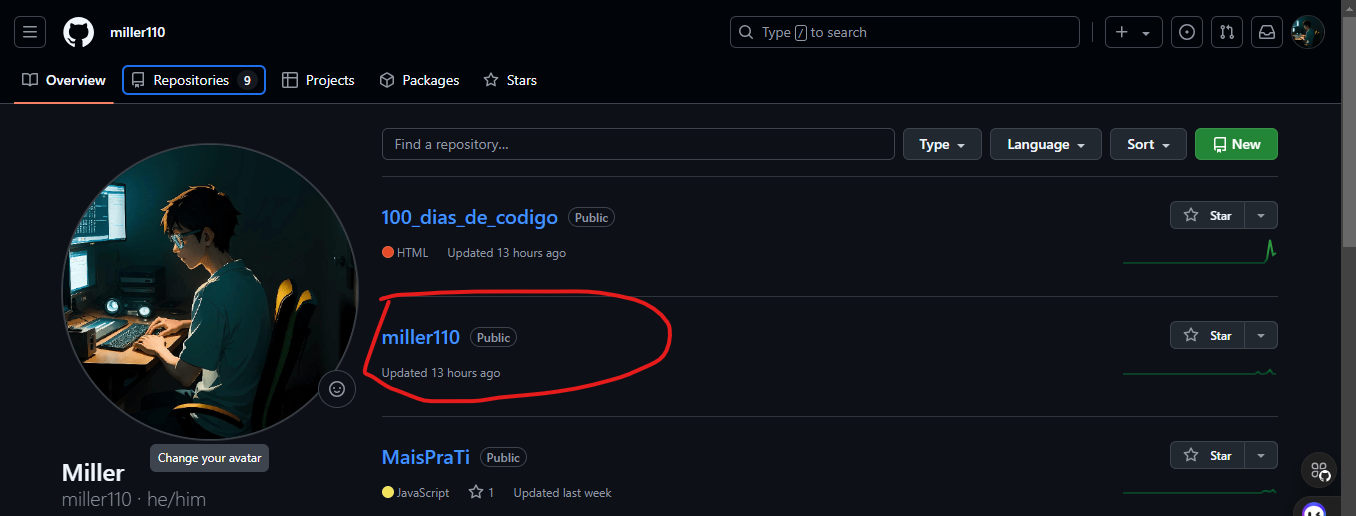 miller110
Type / to search
Overview
Repositories 9
Projects
Packages
Stars
Find a repository...
Type
Language
Sort
New
100_dias_de_codigo Public
Star
HTML Updated 13 hours ago
miller110 Public
Star
Updated 13 hours ago
MaisPraTi Public
Star
JavaScript 1 Updated last week
Change your avatar
Miller
miller110 · he/him